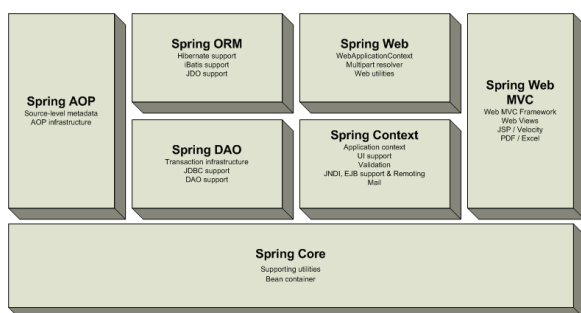 Spring AOP
Source-level metadata
AOP infrastructure
Spring ORM
Hibernate support
iBatis support
JDO support
Spring DAO
Transaction infrastructure
JDBC support
DAO support
Spring Web
WebApplicationContext
Multipart resolver
Web utilities
Spring Context
Application context
UI support
Validation
JNDI, EJB support & Remoting
Mail
Spring Web
MVC
Web MVC Framework
Web Views
JSP / Velocity
PDF / Excel
Spring Core
Supporting utilities
Bean container